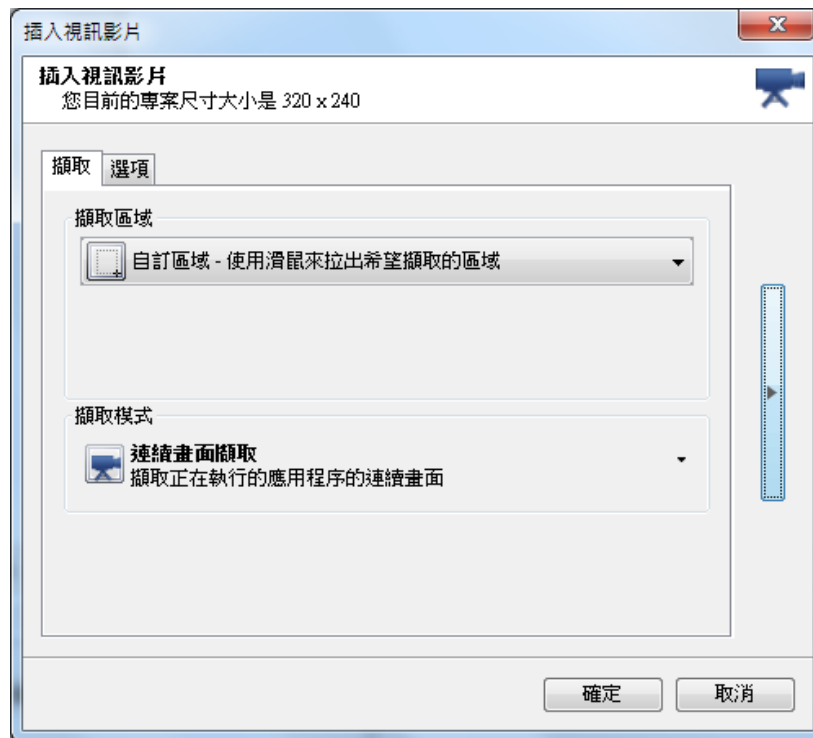 插入視訊影片
插入視訊影片
您目前的專案尺寸大小是 320 x 240
擷取 選項
擷取區域
自訂區域 - 使用滑鼠來拉出希望擷取的區域
擷取模式
連續畫面擷取
擷取正在執行的應用程序的連續畫面
確定 取消